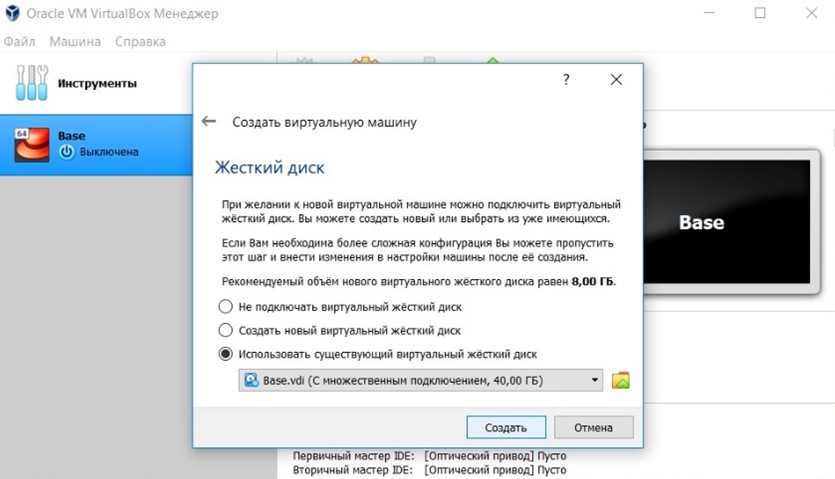 Oracle VM VirtualBox Менеджер
Файл Машина Справка
Инструменты
64
Base
Выключена
?
Создать виртуальную машину
Жесткий диск
При желании к новой виртуальной машине можно подключить виртуальный
жёсткий диск. Вы можете создать новый или выбрать из уже имеющихся.
Если Вам необходима более сложная конфигурация Вы можете пропустить
этот шаг и внести изменения в настройки машины после её создания.
Рекомендуемый объём нового виртуального жёсткого диска равен 8,00 ГБ.
Не подключать виртуальный жёсткий диск
Создать новый виртуальный жёсткий диск
Использовать существующий виртуальный жёсткий диск
Base.vdi (С множественным подключением, 40,00 ГБ)
Создать Отмена
Base
Первичный мастер IDE: [Оптический привод] Пусто
Вторичный мастер IDE: [Оптический привод] Пусто